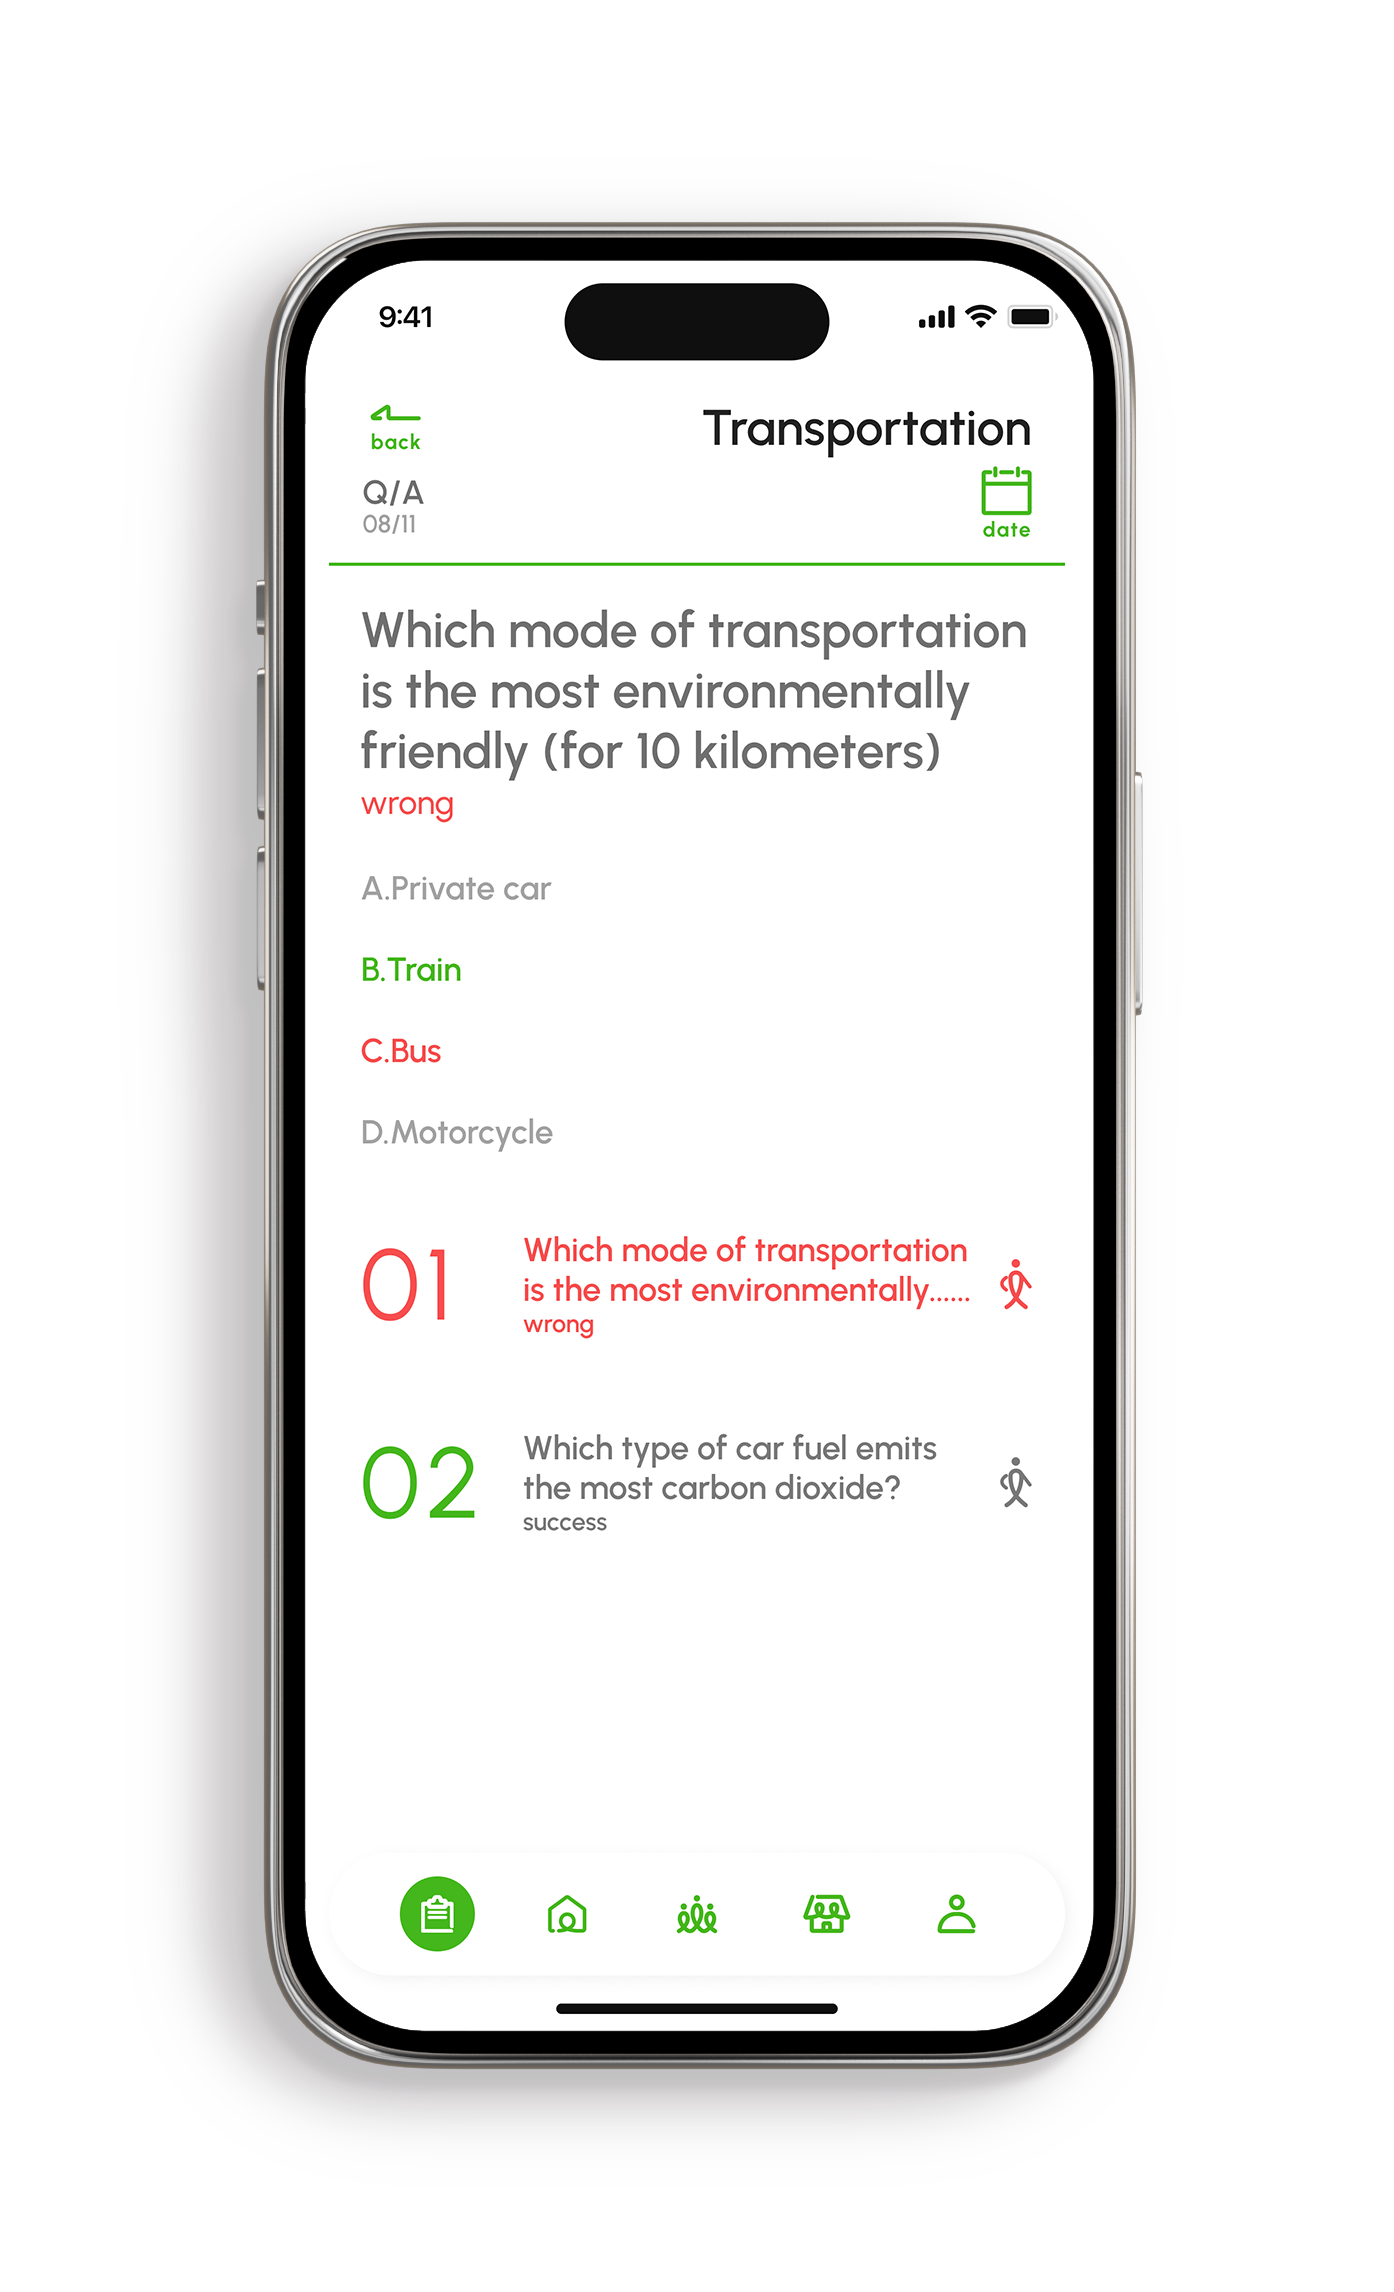 9:41
back
Transportation
Q/A
08/11
date
Which mode of transportation
is the most environmentally
friendly (for 10 kilometers)
wrong
A.Private car
B.Train
C.Bus
D.Motorcycle
01
Which mode of transportation
is the most environmentally......
wrong
02
Which type of car fuel emits
the most carbon dioxide?
success